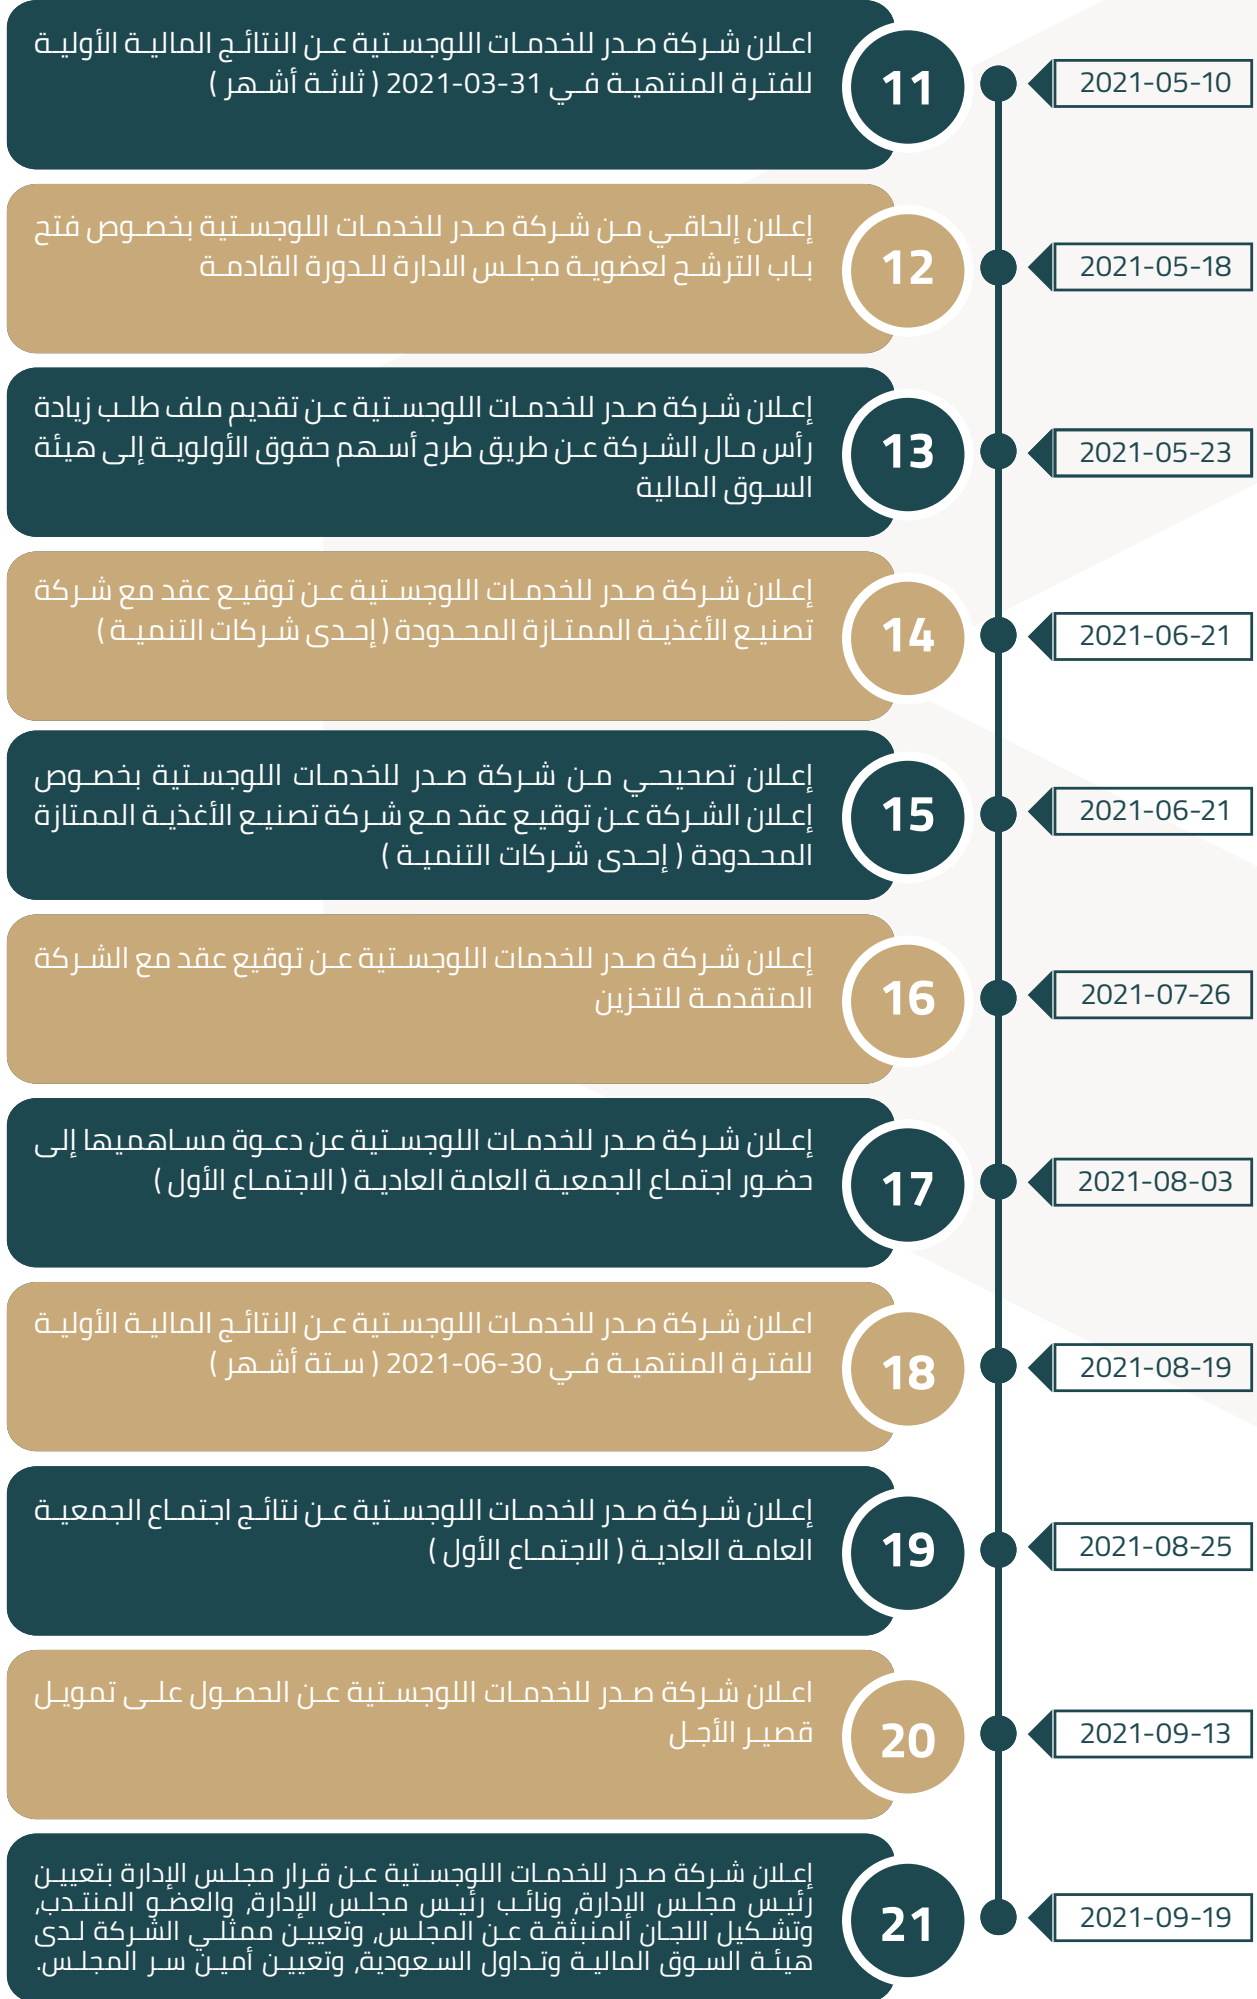 2021-05-10
11
اعلان شركة صدر للخدمات اللوجستية عن النتائج المالية الأولية
للفترة المنتهية في 31-03-2021 ( ثلاثة أشهر )
2021-05-18
12
إعلان إلحاقي من شركة صدر للخدمات اللوجستية بخصوص فتح
باب الترشح لعضوية مجلس الادارة للدورة القادمة
2021-05-23
13
إعلان شركة صدر للخدمات اللوجستية عن تقديم ملف طلب زيادة
رأس مال الشركة عن طريق طرح أسهم حقوق الأولوية إلى هيئة
السوق المالية
2021-06-21
14
إعلان شركة صدر للخدمات اللوجستية عن توقيع عقد مع شركة
تصنيع الأغذية الممتازة المحدودة ( إحدى شركات التنمية )
2021-06-21
15
إعلان تصحيحي من شركة صدر للخدمات اللوجستية بخصوص
إعلان الشركة عن توقيع عقد مع شركة تصنيع الأغذية الممتازة
المحدودة ( إحدى شركات التنمية )
2021-07-26
16
إعلان شركة صدر للخدمات اللوجستية عن توقيع عقد مع الشركة
المتقدمة للتخزين
2021-08-03
17
إعلان شركة صدر للخدمات اللوجستية عن دعوة مساهميها إلى
حضور اجتماع الجمعية العامة العادية ( الاجتماع الأول )
2021-08-19
18
اعلان شركة صدر للخدمات اللوجستية عن النتائج المالية الأولية
للفترة المنتهية في 30-06-2021 ( ستة أشهر )
2021-08-25
19
إعلان شركة صدر للخدمات اللوجستية عن نتائج اجتماع الجمعية
العامة العادية ( الاجتماع الأول )
2021-09-13
20
اعلان شركة صدر للخدمات اللوجستية عن الحصول على تمويل
قصير الأجل
2021-09-19
21
إعلان شركة صدر للخدمات اللوجستية عن قرار مجلس الإدارة بتعيين
رئيس مجلس الإدارة، ونائب رئيس مجلس الإدارة، والعضو المنتدب،
وتشكيل اللجان المنبثقة عن المجلس، وتعيين ممثلي الشركة لدى
هيئة السوق المالية وتداول السعودية، وتعيين أمين سر المجلس.